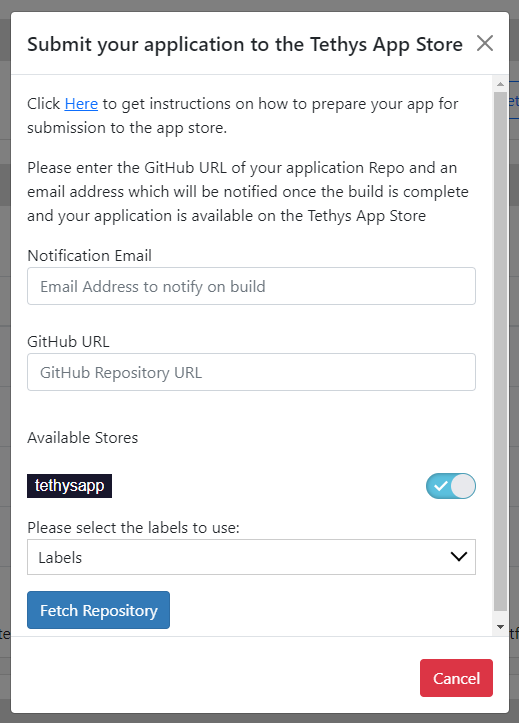 Submit your application to the Tethys App Store
Click Here to get instructions on how to prepare your app for
submission to the app store.
Please enter the GitHub URL of your application Repo and an
email address which will be notified once the build is complete
and your application is available on the Tethys App Store
Notification Email
Email Address to notify on build
GitHub URL
GitHub Repository URL
Available Stores
tethysapp
Please select the labels to use:
Labels
Fetch Repository
Cancel